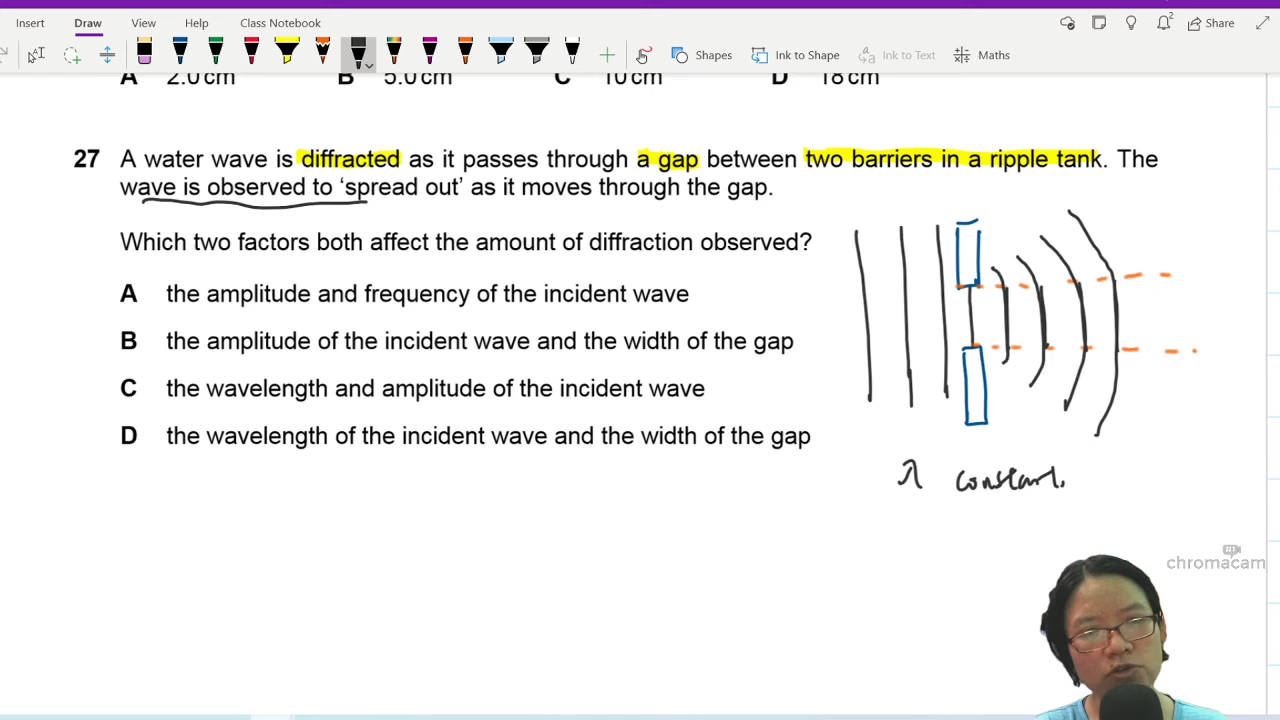 Insert Draw View Help Class Notebook Share
Shapes Ink to Shape Ink to Text Maths
A 2.0 cm B 5.0 cm C 10 cm D 18 cm
27 A water wave is diffracted as it passes through a gap between two barriers in a ripple tank. The
wave is observed to ‘spread out’ as it moves through the gap.
Which two factors both affect the amount of diffraction observed?
A the amplitude and frequency of the incident wave
B the amplitude of the incident wave and the width of the gap
C the wavelength and amplitude of the incident wave
D the wavelength of the incident wave and the width of the gap
λ constant.
chromacam